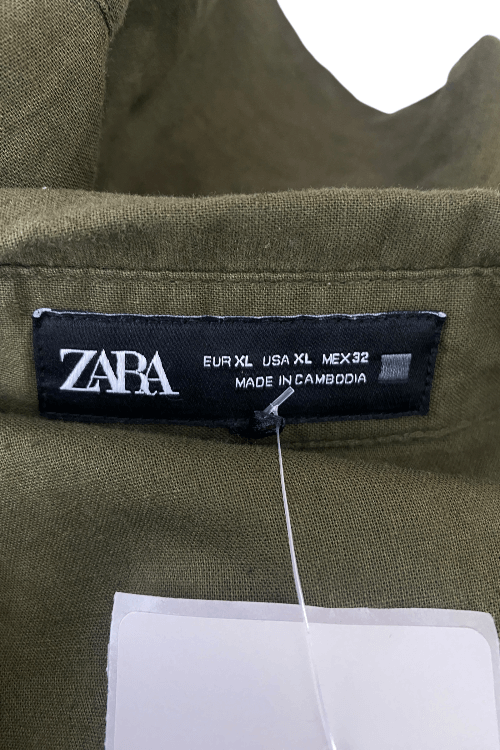 ZARA
EUR XL USA XL MEX 32
MADE IN CAMBODIA